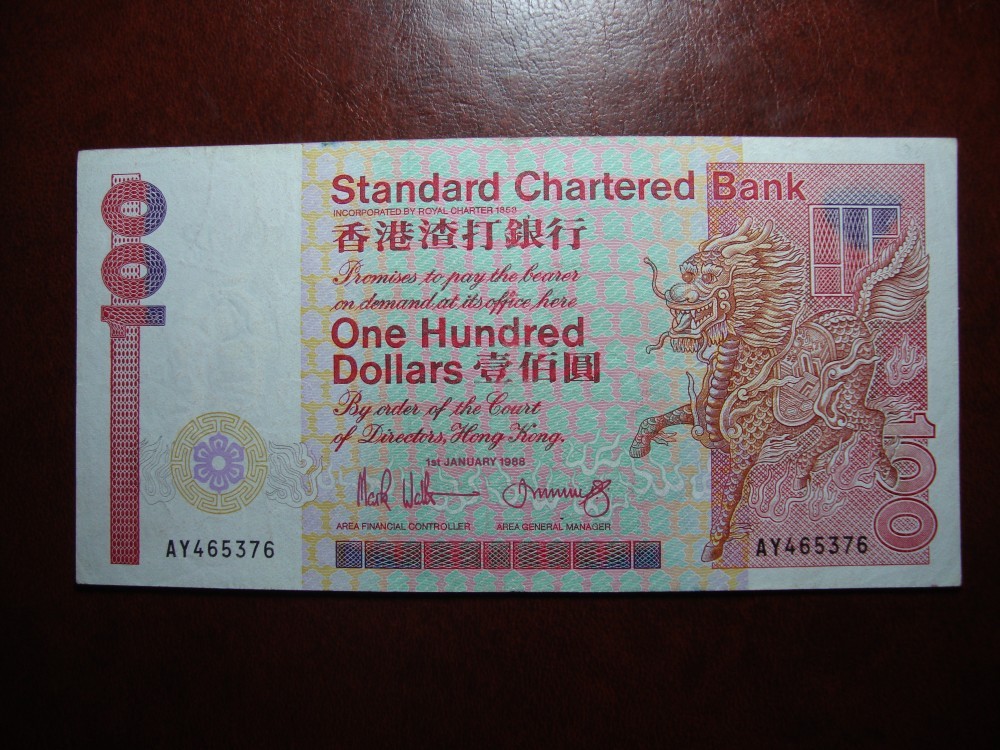 100
Standard Chartered Bank
INCORPORATED BY ROYAL CHARTER 1853
香港渣打銀行
Promises to pay the bearer
on demand at its office here
One Hundred
Dollars 壹佰圓
By order of the Court
of Directors, Hong Kong.
1st JANUARY 1988
Mark Walb
AREA FINANCIAL CONTROLLER AREA GENERAL MANAGER
AY465376
AY465376
100